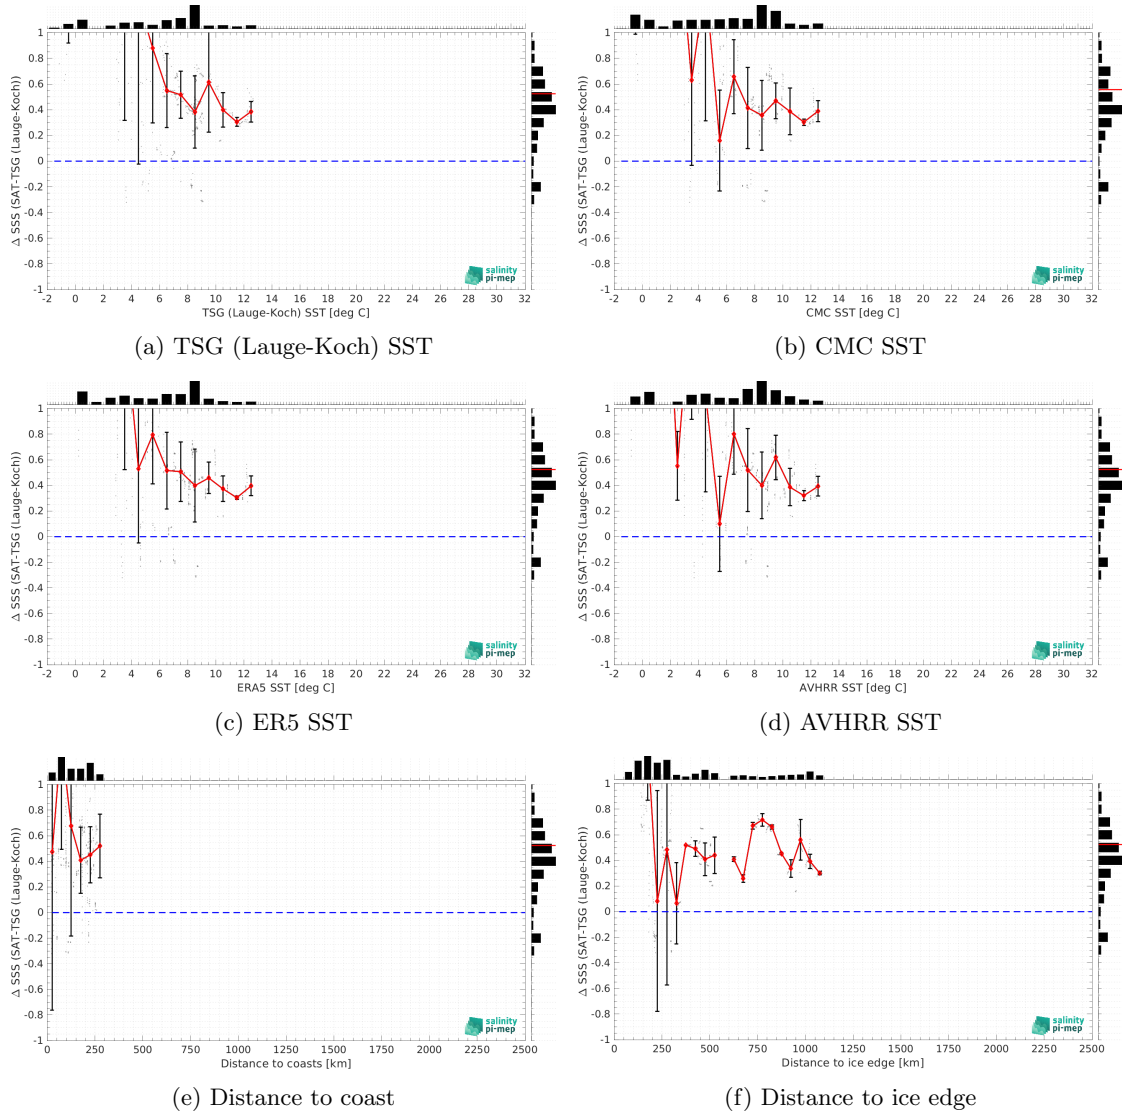 Δ SSS (SAT-TSG (Lauge-Koch))
1
0.8
0.6
0.4
0.2
0
-0.2
-0.4
-0.6
-0.8
-1
salinity
pi-mep
-2 0 2 4 6 8 10 12 14 16 18 20 22 24 26 28 30 32
TSG (Lauge-Koch) SST [deg C]
(a) TSG (Lauge-Koch) SST
Δ SSS (SAT-TSG (Lauge-Koch))
1
0.8
0.6
0.4
0.2
0
-0.2
-0.4
-0.6
-0.8
-1
salinity
pi-mep
-2 0 2 4 6 8 10 12 14 16 18 20 22 24 26 28 30 32
CMC SST [deg C]
(b) CMC SST
Δ SSS (SAT-TSG (Lauge-Koch))
1
0.8
0.6
0.4
0.2
0
-0.2
-0.4
-0.6
-0.8
-1
salinity
pi-mep
-2 0 2 4 6 8 10 12 14 16 18 20 22 24 26 28 30 32
ERA5 SST [deg C]
(c) ER5 SST
Δ SSS (SAT-TSG (Lauge-Koch))
1
0.8
0.6
0.4
0.2
0
-0.2
-0.4
-0.6
-0.8
-1
salinity
pi-mep
-2 0 2 4 6 8 10 12 14 16 18 20 22 24 26 28 30 32
AVHRR SST [deg C]
(d) AVHRR SST
Δ SSS (SAT-TSG (Lauge-Koch))
1
0.8
0.6
0.4
0.2
0
-0.2
-0.4
-0.6
-0.8
-1
salinity
pi-mep
0 250 500 750 1000 1250 1500 1750 2000 2250 2500
Distance to coasts [km]
(e) Distance to coast
Δ SSS (SAT-TSG (Lauge-Koch))
1
0.8
0.6
0.4
0.2
0
-0.2
-0.4
-0.6
-0.8
-1
salinity
pi-mep
0 250 500 750 1000 1250 1500 1750 2000 2250 2500
Distance to ice edge [km]
(f) Distance to ice edge